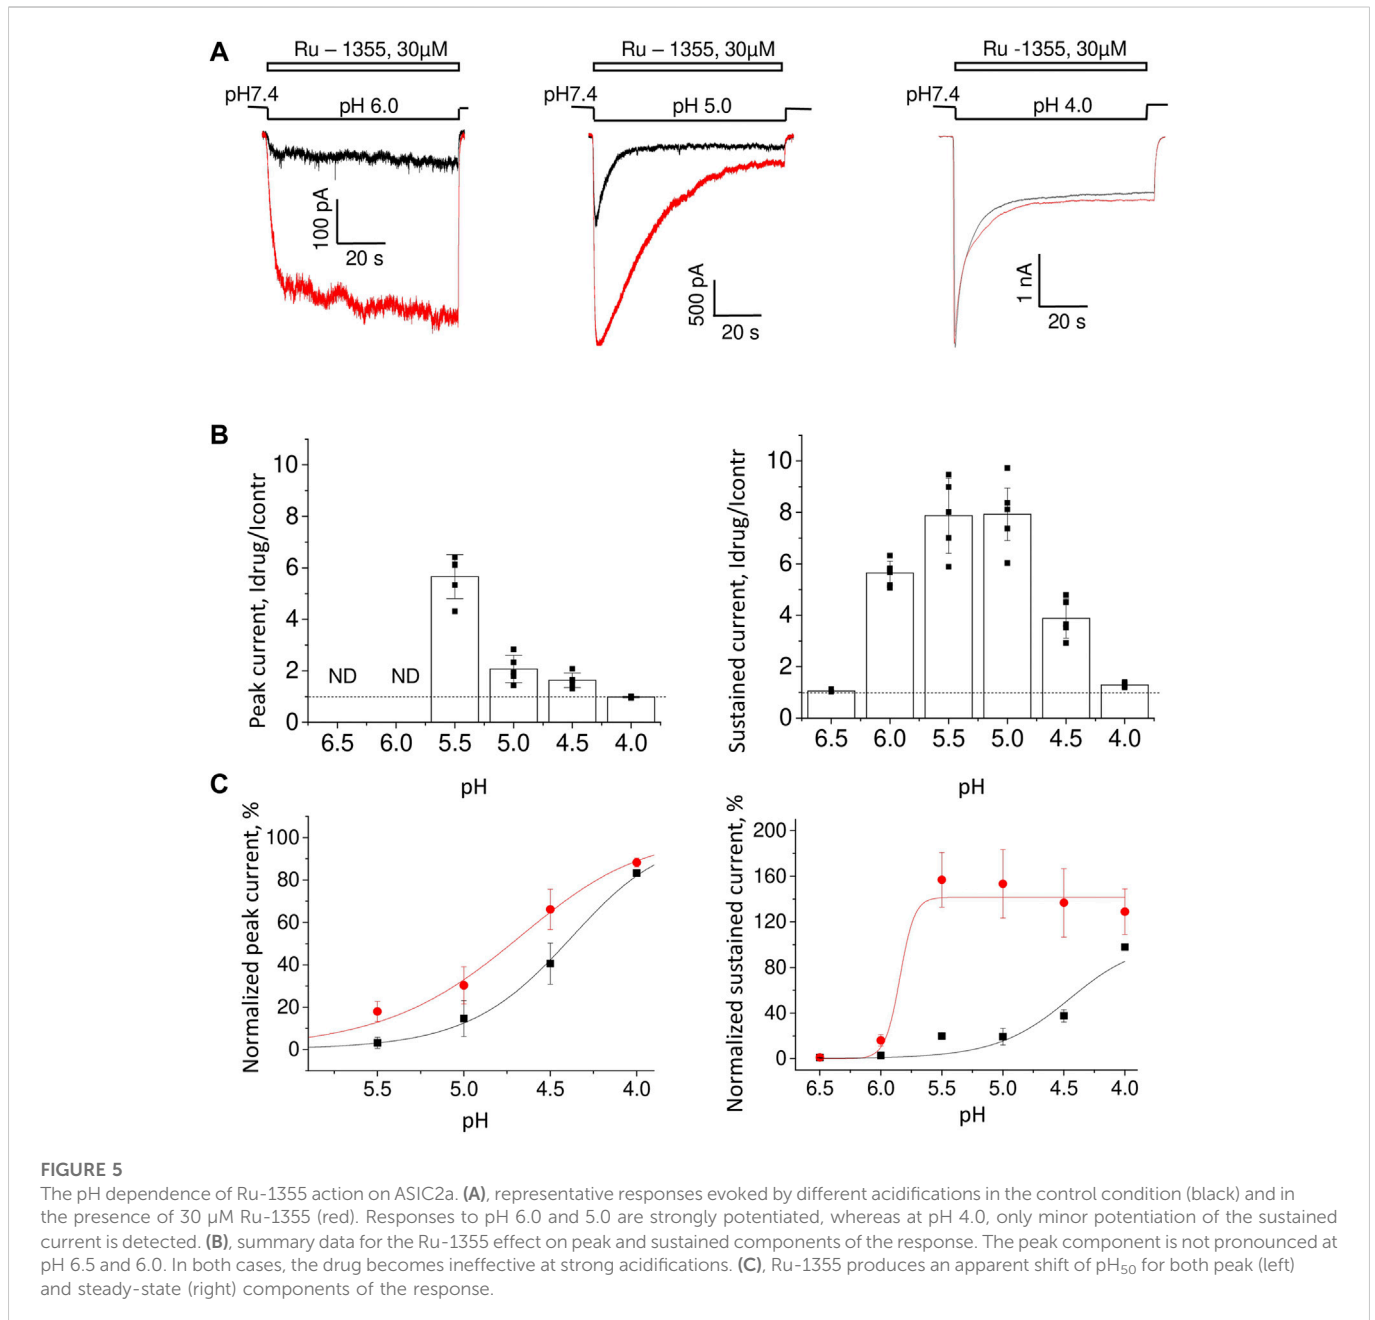 A
Ru – 1355, 30µM
Ru – 1355, 30µM
Ru -1355, 30µM
pH7.4
pH 6.0
pH7.4
pH 5.0
pH7.4
pH 4.0
100 pA
20 s
500 pA
20 s
1 nA
20 s
B
Peak current, Idrug/Icontr
10
8
6
4
2
0
ND
ND
6.5 6.0 5.5 5.0 4.5 4.0
pH
Sustained current, Idrug/Icontr
10
8
6
4
2
0
6.5 6.0 5.5 5.0 4.5 4.0
pH
C
Normalized peak current, %
100
80
60
40
20
0
5.5 5.0 4.5 4.0
pH
Normalized sustained current, %
200
160
120
80
40
0
6.5 6.0 5.5 5.0 4.5 4.0
pH
FIGURE 5
The pH dependence of Ru-1355 action on ASIC2a. (A), representative responses evoked by different acidifications in the control condition (black) and in
the presence of 30 µM Ru-1355 (red). Responses to pH 6.0 and 5.0 are strongly potentiated, whereas at pH 4.0, only minor potentiation of the sustained
current is detected. (B), summary data for the Ru-1355 effect on peak and sustained components of the response. The peak component is not pronounced at
pH 6.5 and 6.0. In both cases, the drug becomes ineffective at strong acidifications. (C), Ru-1355 produces an apparent shift of pH₅₀ for both peak (left)
and steady-state (right) components of the response.